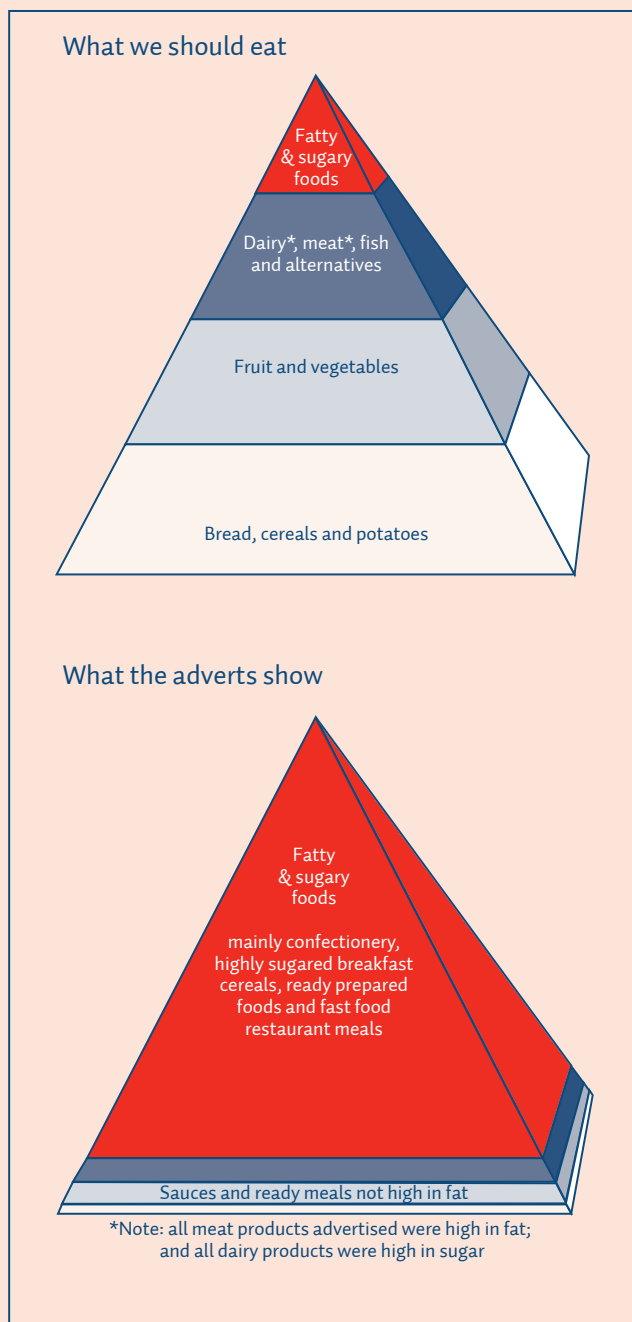 What we should eat
Fatty
& sugary
foods
Dairy*, meat*, fish
and alternatives
Fruit and vegetables
Bread, cereals and potatoes
What the adverts show
Fatty
& sugary
foods
mainly confectionery,
highly sugared breakfast
cereals, ready prepared
foods and fast food
restaurant meals
Sauces and ready meals not high in fat
*Note: all meat products advertised were high in fat;
and all dairy products were high in sugar